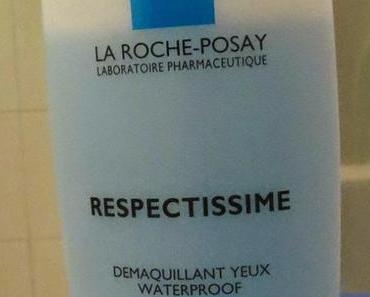 LA ROCHE-POSAY
LABORATOIRE PHARMACEUTIQUE
RESPECTISSIME
DEMAQUILLANT YEUX
WATERPROOF